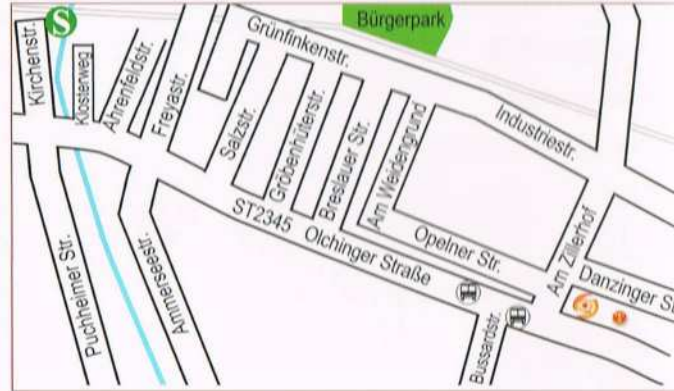 S
Bürgerpark
Kirchenstr.
Klosterweg
Ährenfeldstr.
Freyastr.
Grünfinkenstr.
Salzstr.
Gröbenhüterstr.
Breslauer Str.
Am Weidengrund
Industriestr.
ST2345
Olchinger Straße
Opelner Str.
Am Zillerhof
Danzinger St
Puchheimer Str.
Ammerseestr.
Bussardstr.
H
H